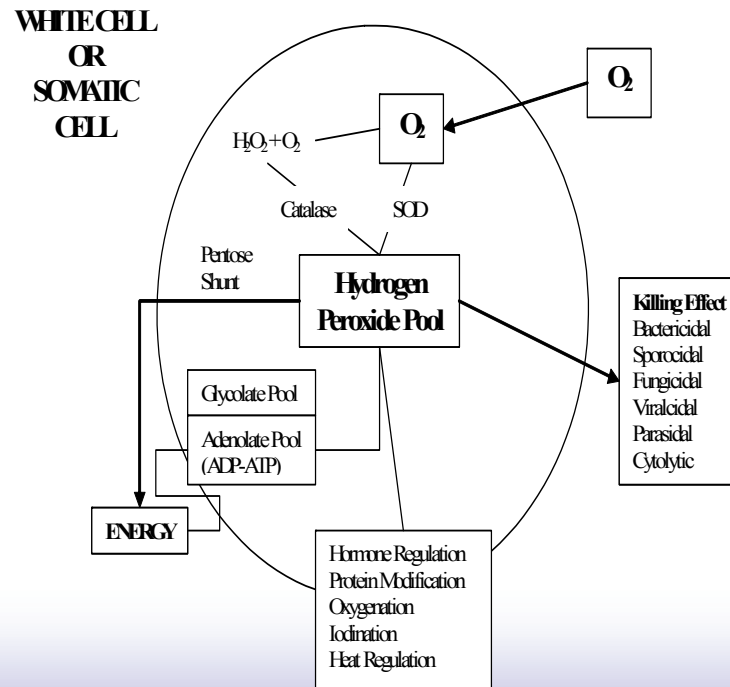 WHITE CELL
OR
SOMATIC
CELL
O₂
O₂
H₂O₂ + O₂
Catalase
SOD
Pentose
Shunt
Hydrogen
Peroxide Pool
Killing Effect
Bactericidal
Sporocidal
Fungicidal
Viralcidal
Parasidal
Cytolytic
Glycolate Pool
Adenolate Pool
(ADP-ATP)
ENERGY
Hormone Regulation
Protein Modification
Oxygenation
Iodination
Heat Regulation